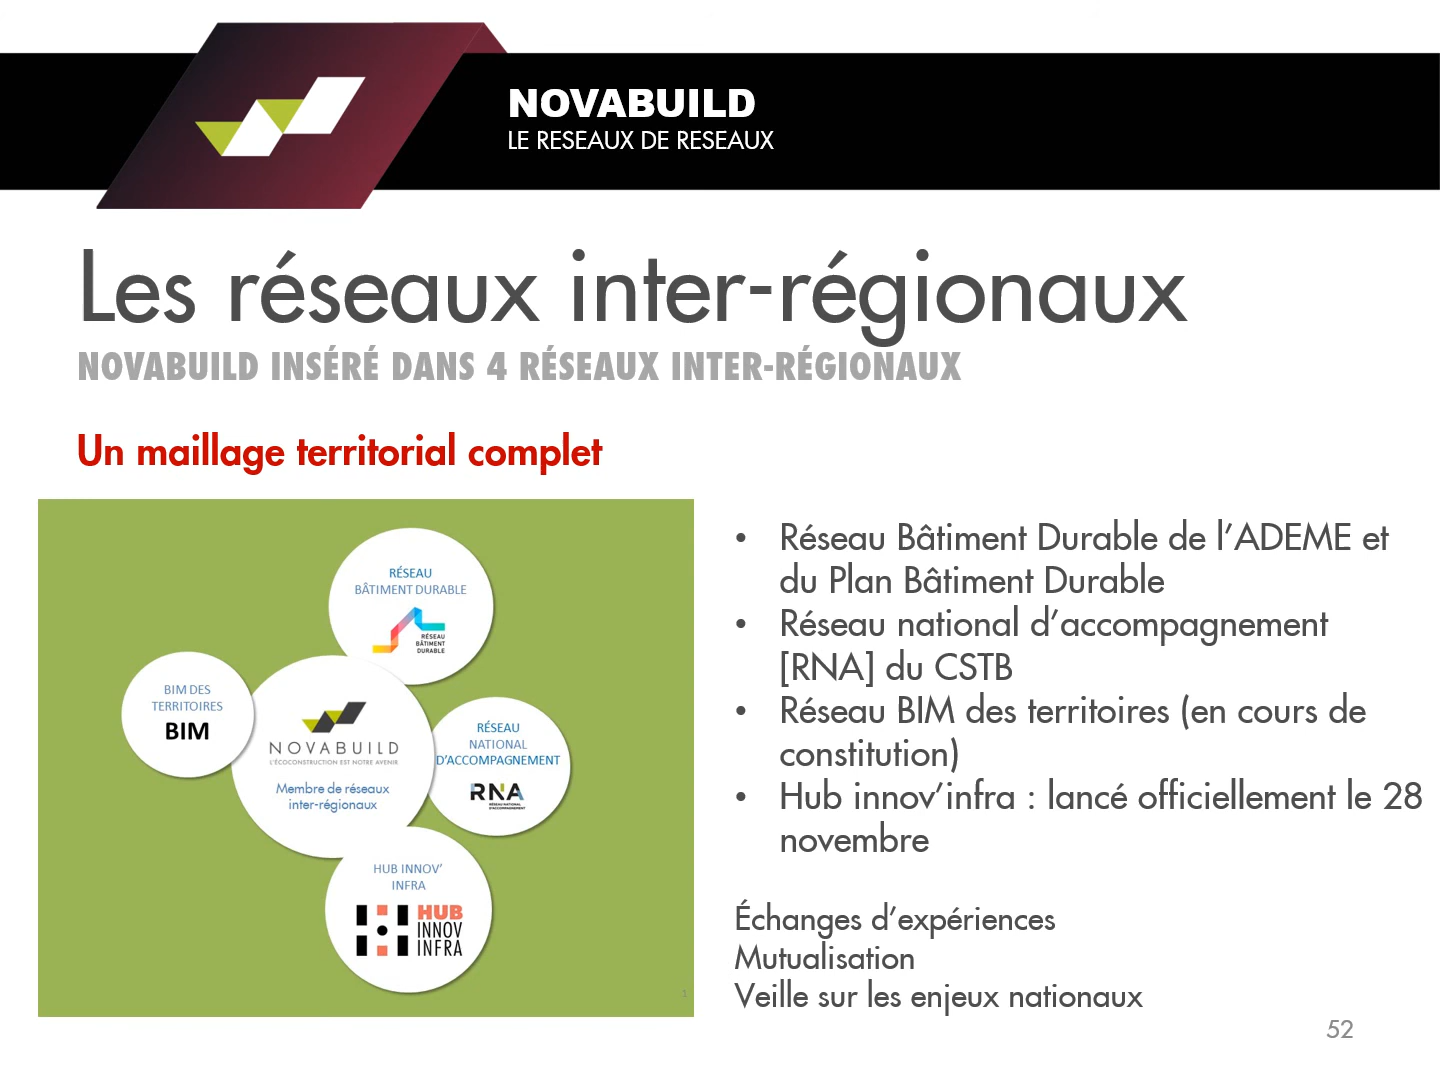 NOVABUILD
LE RESEAUX DE RESEAUX
Les réseaux inter-régionaux
NOVABUILD INSÉRÉ DANS 4 RÉSEAUX INTER-RÉGIONAUX
Un maillage territorial complet
RÉSEAU
BÂTIMENT DURABLE
RÉSEAU
BÂTIMENT
DURABLE
BIM DES
TERRITOIRES
BIM
NOVABUILD
L'ÉCOCONSTRUCTION EST NOTRE AVENIR
Membre de réseaux
inter-régionaux
RÉSEAU
NATIONAL
D'ACCOMPAGNEMENT
RNA
RÉSEAU NATIONAL
D'ACCOMPAGNEMENT
HUB INNOV'
INFRA
HUB
INNOV
INFRA
1
• Réseau Bâtiment Durable de l’ADEME et
du Plan Bâtiment Durable
• Réseau national d’accompagnement
[RNA] du CSTB
• Réseau BIM des territoires (en cours de
constitution)
• Hub innov’infra : lancé officiellement le 28
novembre
Échanges d’expériences
Mutualisation
Veille sur les enjeux nationaux
52